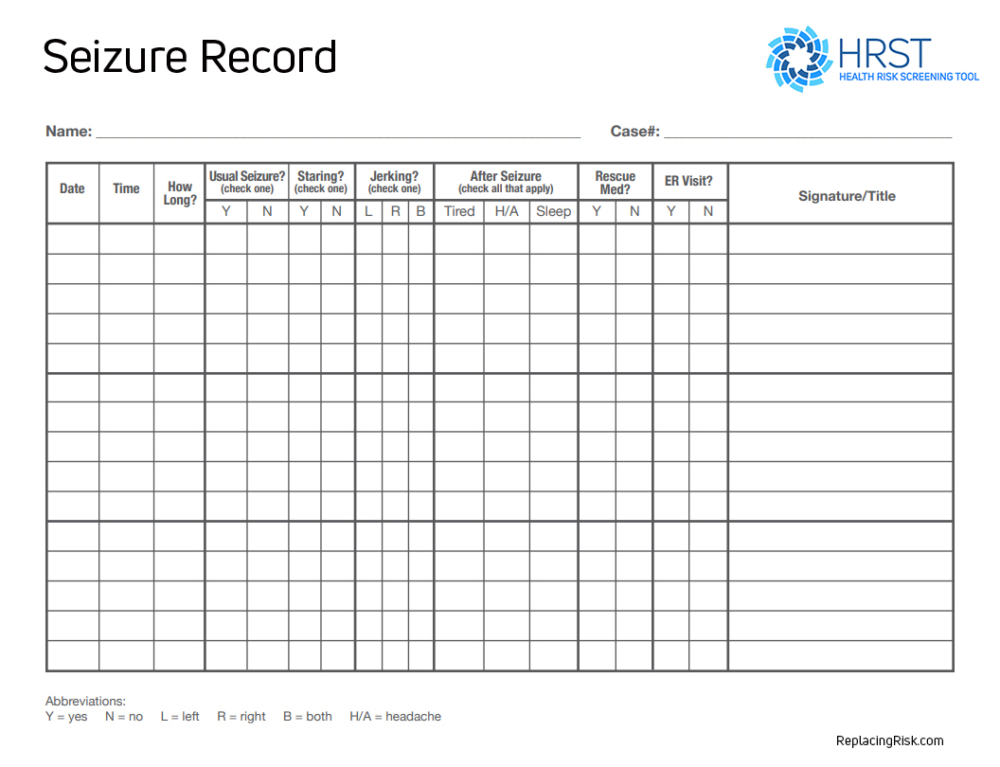 Seizure Record
HRST
HEALTH RISK SCREENING TOOL
Name: Case#:
Date Time How Long? Usual Seizure? (check one) Staring? (check one) Jerking? (check one) After Seizure (check all that apply) Rescue Med? ER Visit? Signature/Title
Y N Y N L R B Tired H/A Sleep Y N Y N
Abbreviations:
Y = yes N = no L = left R = right B = both H/A = headache
ReplacingRisk.com